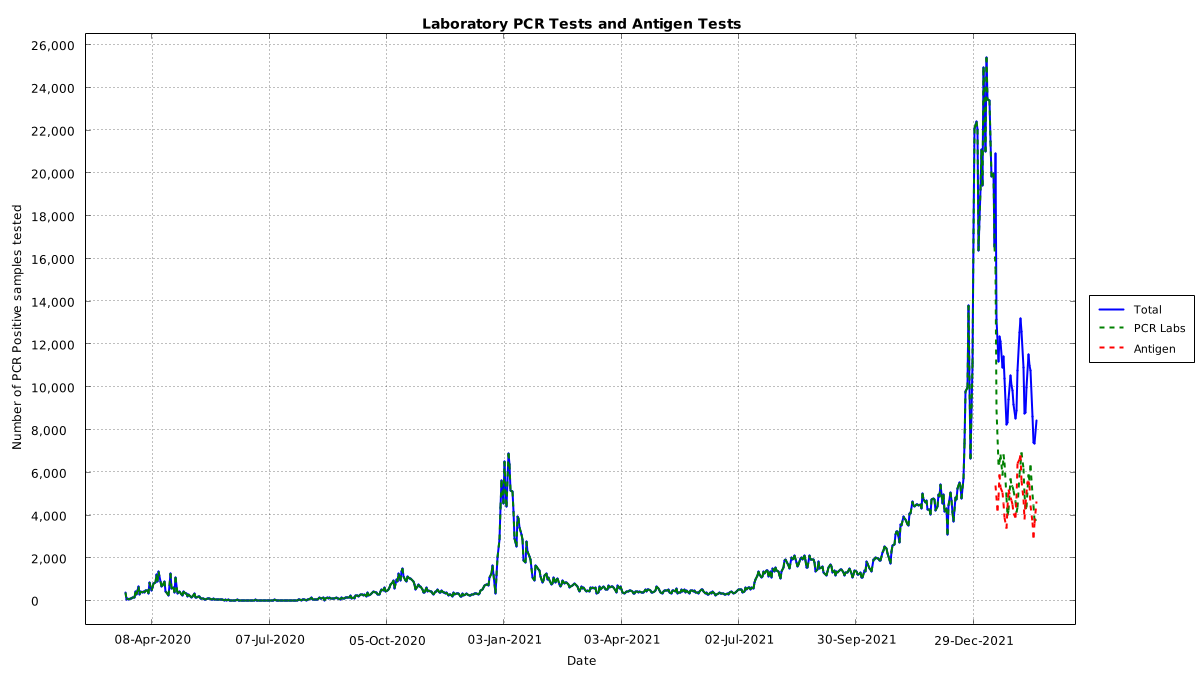 Laboratory PCR Tests and Antigen Tests
26,000
24,000
22,000
20,000
18,000
16,000
14,000
12,000
10,000
8,000
6,000
4,000
2,000
0
Number of PCR Positive samples tested
08-Apr-2020 07-Jul-2020 05-Oct-2020 03-Jan-2021 03-Apr-2021 02-Jul-2021 30-Sep-2021 29-Dec-2021
Date
Total
PCR Labs
Antigen